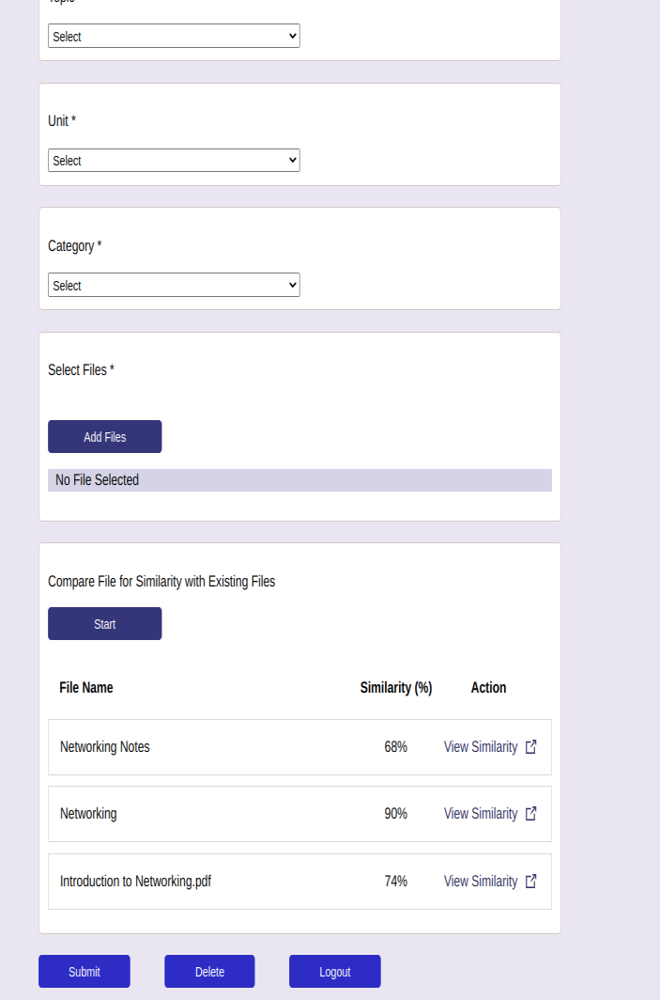 Topic
Select
Unit *
Select
Category *
Select
Select Files *
Add Files
No File Selected
Compare File for Similarity with Existing Files
Start
File Name Similarity (%) Action
Networking Notes 68% View Similarity
Networking 90% View Similarity
Introduction to Networking.pdf 74% View Similarity
Submit Delete Logout